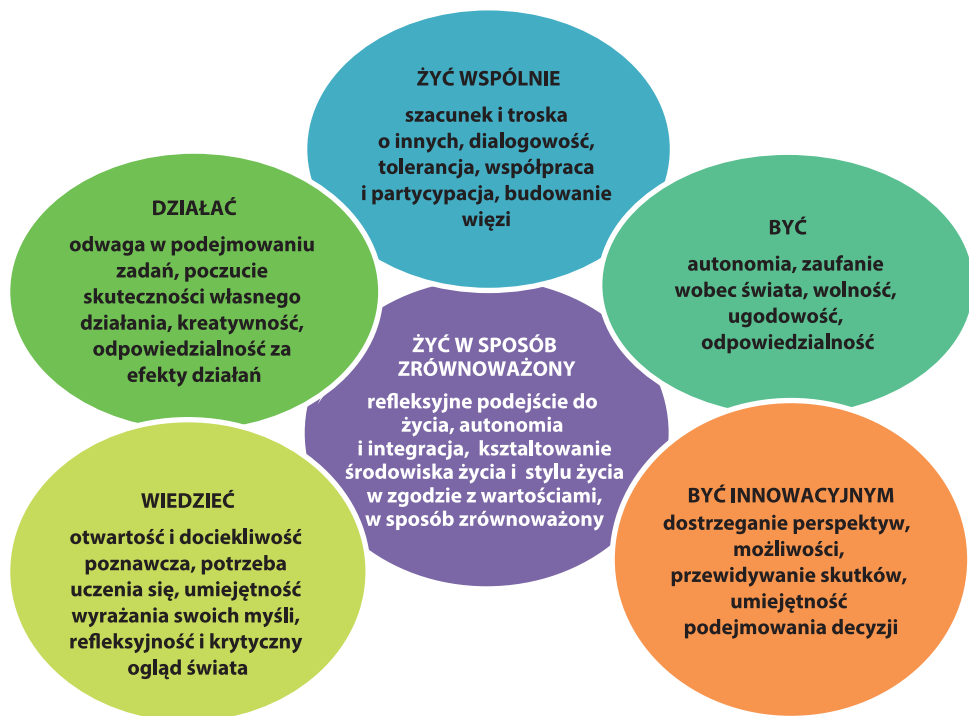 ŻYĆ WSPÓLNIE
szacunek i troska
o innych, dialogowość,
tolerancja, współpraca
i partycypacja, budowanie
więzi
DZIAŁAĆ
odwaga w podejmowaniu
zadań, poczucie
skuteczności własnego
działania, kreatywność,
odpowiedzialność za
efekty działań
BYĆ
autonomia, zaufanie
wobec świata, wolność,
ugodowość,
odpowiedzialność
ŻYĆ W SPOSÓB
ZRÓWNOWAŻONY
refleksyjne podejście do
życia, autonomia
i integracja, kształtowanie
środowiska życia i stylu życia
w zgodzie z wartościami,
w sposób zrównoważony
WIEDZIEĆ
otwartość i dociekliwość
poznawcza, potrzeba
uczenia się, umiejętność
wyrażania swoich myśli,
refleksyjność i krytyczny
ogląd świata
BYĆ INNOWACYJNYM
dostrzeganie perspektyw,
możliwości,
przewidywanie skutków,
umiejętność
podejmowania decyzji